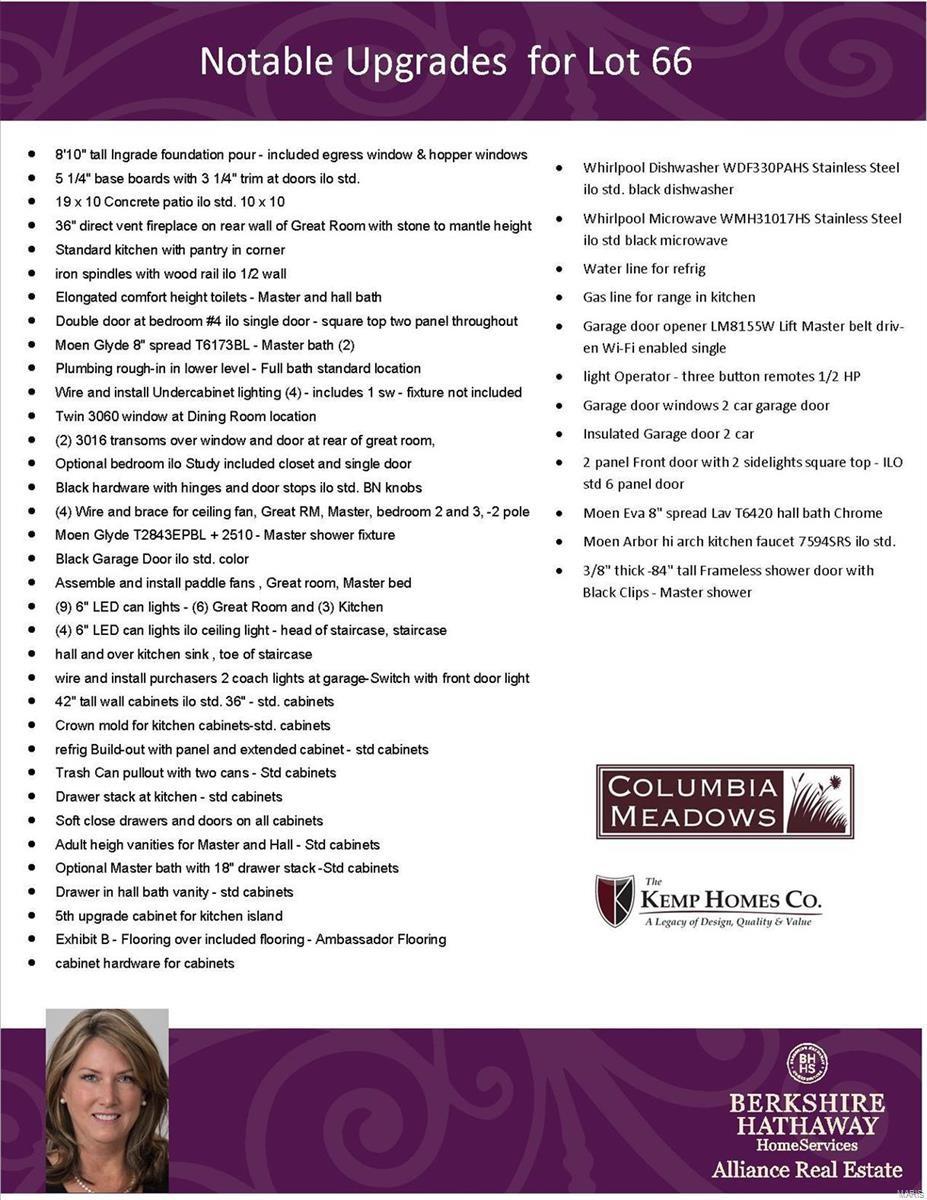 Notable Upgrades for Lot 66
8'10" tall Ingrade foundation pour - included egress window & hopper windows
5 1/4" base boards with 3 1/4" trim at doors ilo std.
19 x 10 Concrete patio ilo std. 10 x 10
36" direct vent fireplace on rear wall of Great Room with stone to mantle height
Standard kitchen with pantry in corner
iron spindles with wood rail ilo 1/2 wall
Elongated comfort height toilets - Master and hall bath
Double door at bedroom #4 ilo single door - square top two panel throughout
Moen Glyde 8" spread T6173BL - Master bath (2)
Plumbing rough-in in lower level - Full bath standard location
Wire and install Undercabinet lighting (4) - includes 1 sw - fixture not included
Twin 3060 window at Dining Room location
(2) 3016 transoms over window and door at rear of great room,
Optional bedroom ilo Study included closet and single door
Black hardware with hinges and door stops ilo std. BN knobs
(4) Wire and brace for ceiling fan, Great RM, Master, bedroom 2 and 3, -2 pole
Moen Glyde T2843EPBL + 2510 - Master shower fixture
Black Garage Door ilo std. color
Assemble and install paddle fans , Great room, Master bed
(9) 6" LED can lights - (6) Great Room and (3) Kitchen
(4) 6" LED can lights ilo ceiling light - head of staircase, staircase
hall and over kitchen sink , toe of staircase
wire and install purchasers 2 coach lights at garage-Switch with front door light
42" tall wall cabinets ilo std. 36" - std. cabinets
Crown mold for kitchen cabinets-std. cabinets
refrig Build-out with panel and extended cabinet - std cabinets
Trash Can pullout with two cans - Std cabinets
Drawer stack at kitchen - std cabinets
Soft close drawers and doors on all cabinets
Adult heigh vanities for Master and Hall - Std cabinets
Optional Master bath with 18" drawer stack -Std cabinets
Drawer in hall bath vanity - std cabinets
5th upgrade cabinet for kitchen island
Exhibit B - Flooring over included flooring - Ambassador Flooring
cabinet hardware for cabinets
Whirlpool Dishwasher WDF330PAHS Stainless Steel
ilo std. black dishwasher
Whirlpool Microwave WMH31017HS Stainless Steel
ilo std black microwave
Water line for refrig
Gas line for range in kitchen
Garage door opener LM8155W Lift Master belt driv-
en Wi-Fi enabled single
light Operator - three button remotes 1/2 HP
Garage door windows 2 car garage door
Insulated Garage door 2 car
2 panel Front door with 2 sidelights square top - ILO
std 6 panel door
Moen Eva 8" spread Lav T6420 hall bath Chrome
Moen Arbor hi arch kitchen faucet 7594SRS ilo std.
3/8" thick -84" tall Frameless shower door with
Black Clips - Master shower
COLUMBIA
MEADOWS
The
KEMP HOMES CO.
A Legacy of Design, Quality & Value
BH
HS
BERKSHIRE
HATHAWAY
HomeServices
Alliance Real Estate
MARIS